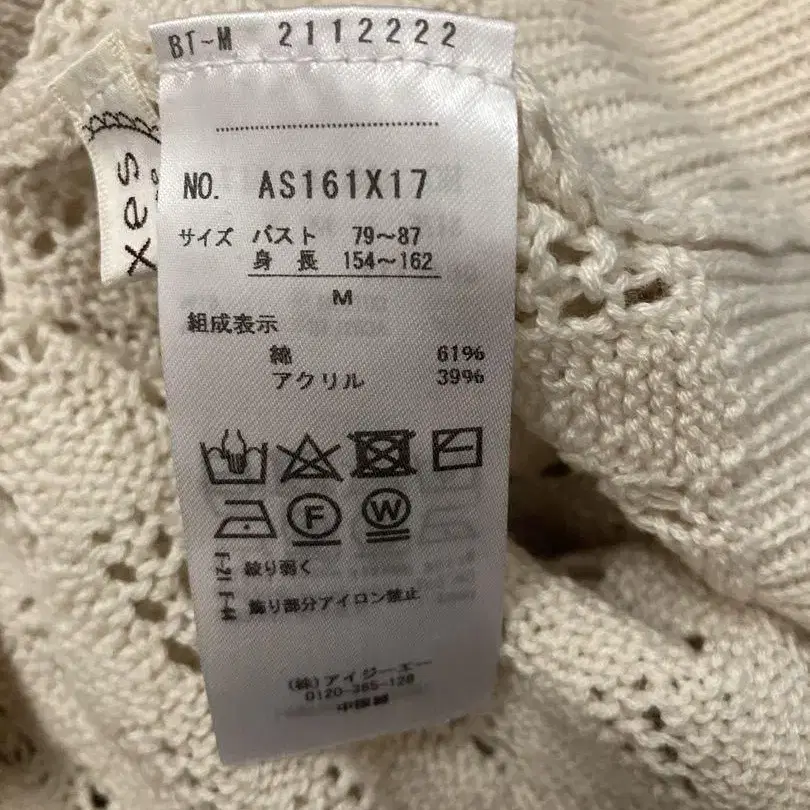 BT-M 2112222
NO. AS161X17
サイズ バスト 79~87
身長 154~162
M
組成表示
綿 61%
アクリル 39%
F
W
絞り弱く
飾り部分アイロン禁止
(株)アイジーエー
0120-385-128
中国製
xes